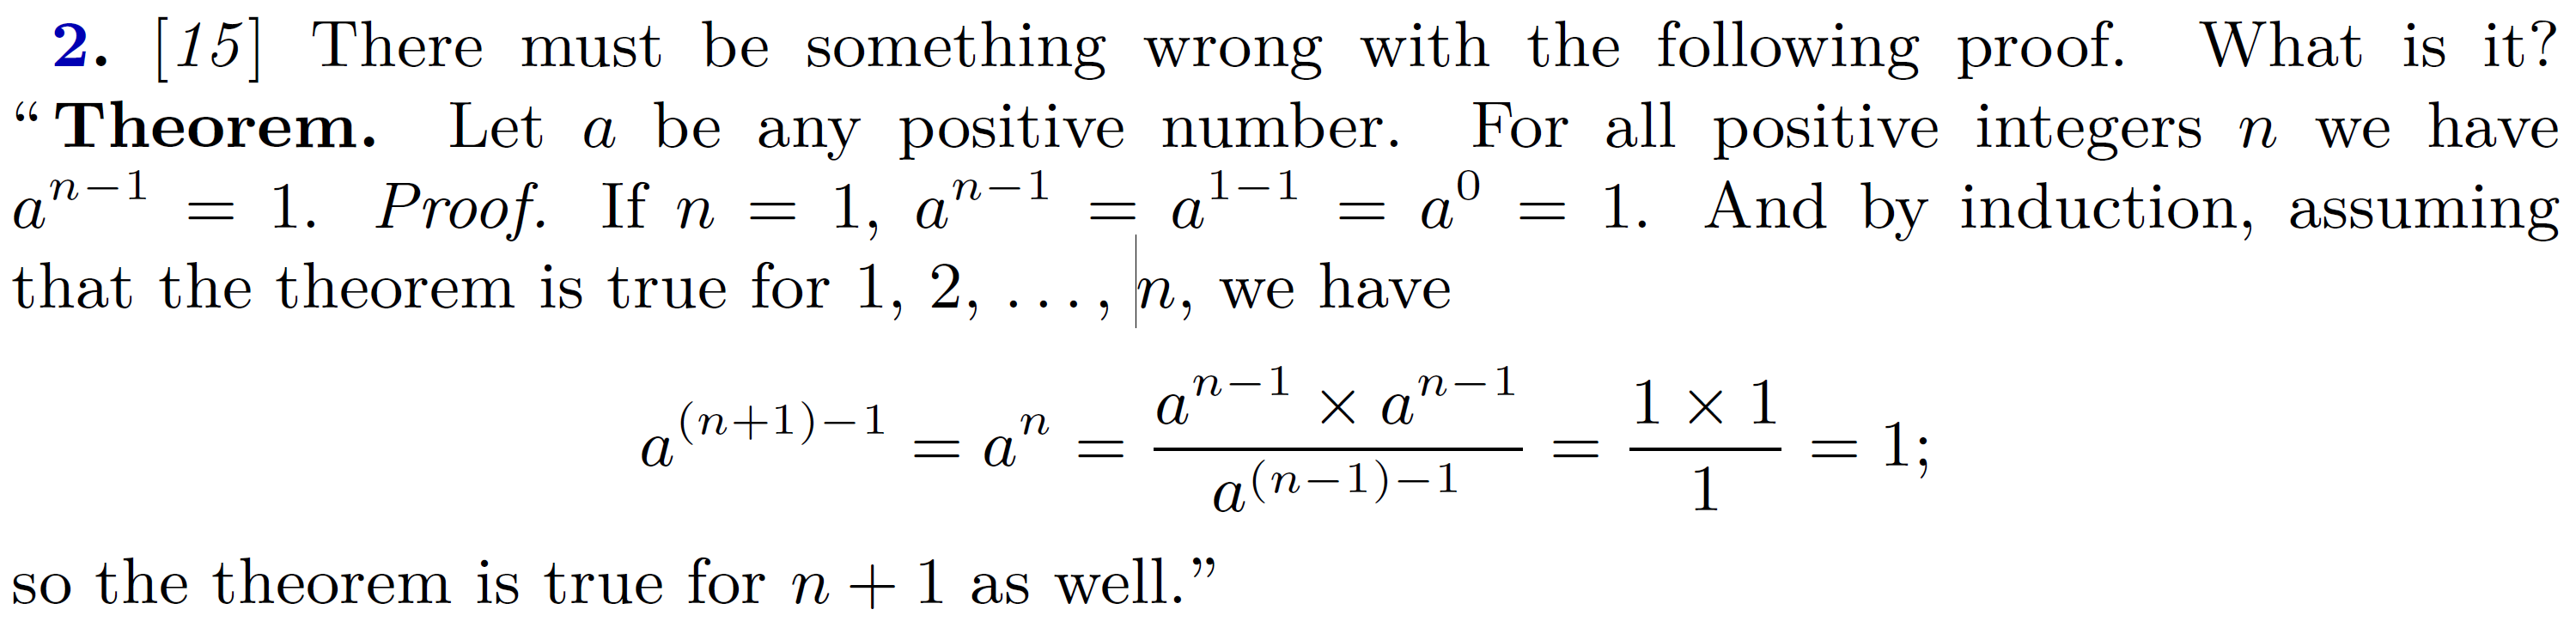 2. [15] There must be something wrong with the following proof. What is it?
“Theorem. Let a be any positive number. For all positive integers n we have
a^{n−1} = 1. Proof. If n = 1, a^{n−1} = a^{1−1} = a^0 = 1. And by induction, assuming
that the theorem is true for 1, 2, . . . , n, we have
a^{(n+1)−1} = a^n = \frac{a^{n−1} × a^{n−1}}{a^{(n−1)−1}} = \frac{1 × 1}{1} = 1;
so the theorem is true for n + 1 as well.”